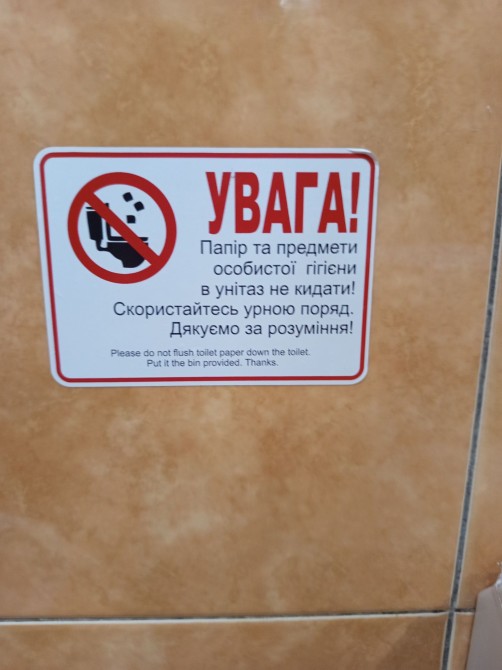 УВАГА!
Папір та предмети
особистої гігієни
в унітаз не кидати!
Скористайтесь урною поряд.
Дякуємо за розуміння!
Please do not flush toilet paper down the toilet.
Put it the bin provided. Thanks.